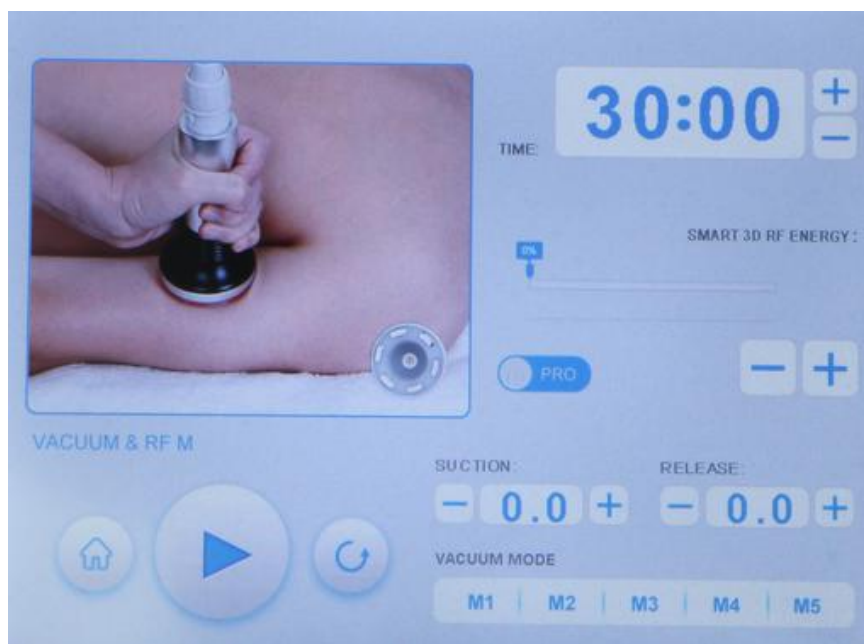 30:00
TIME:
SMART 3D RF ENERGY:
0%
PRO
VACUUM & RF M
SUCTION:
RELEASE:
0.0
0.0
VACUUM MODE
M1 M2 M3 M4 M5